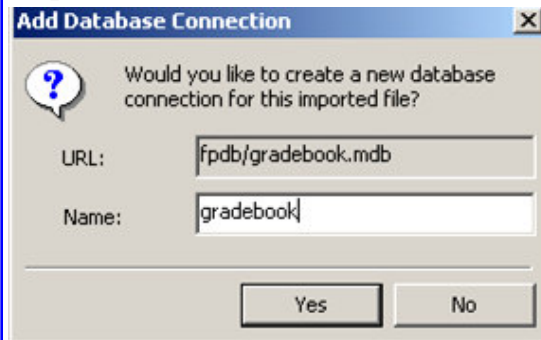 Add Database Connection
Would you like to create a new database
connection for this imported file?
URL: fpdb/gradebook.mdb
Name: gradebook
Yes No